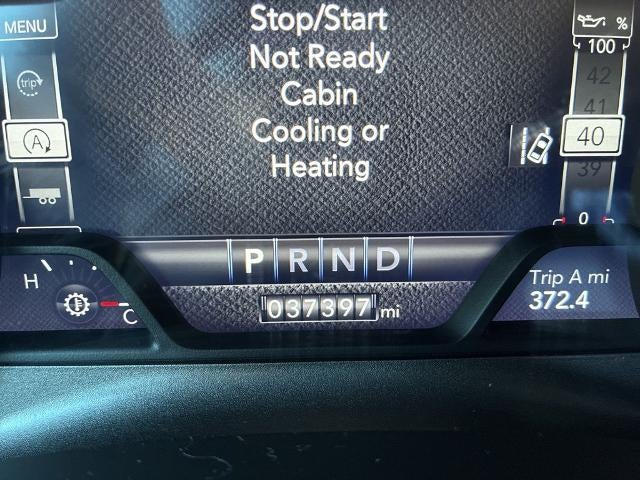 MENU
Stop/Start
Not Ready
Cabin
Cooling or
Heating
trip
A
%
100
42
41
40
39
0
P R N D
H
C
037397 mi
Trip A mi
372.4